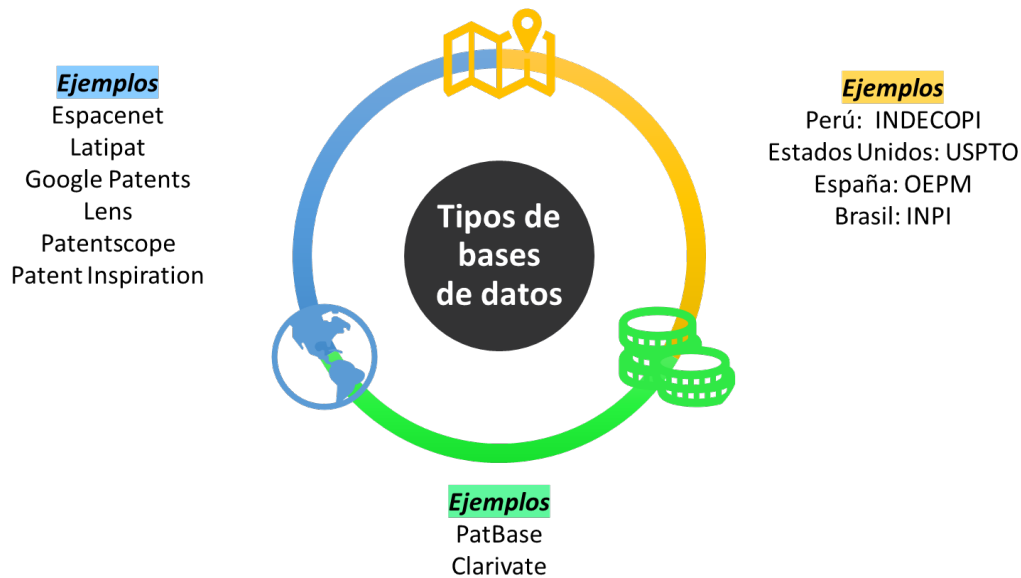 Ejemplos
Espacenet
Latipat
Google Patents
Lens
Patentscope
Patent Inspiration
Tipos de
bases
de datos
Ejemplos
Perú: INDECOPI
Estados Unidos: USPTO
España: OEPM
Brasil: INPI
Ejemplos
PatBase
Clarivate